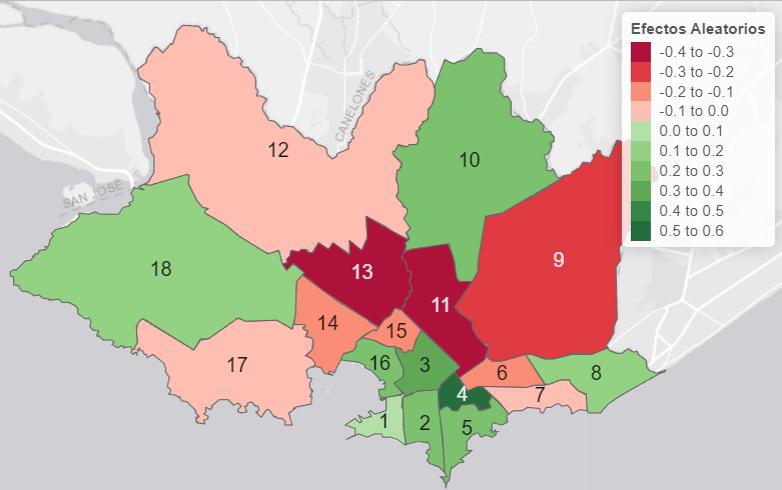 Efectos Aleatorios
-0.4 to -0.3
-0.3 to -0.2
-0.2 to -0.1
-0.1 to 0.0
0.0 to 0.1
0.1 to 0.2
0.2 to 0.3
0.3 to 0.4
0.4 to 0.5
0.5 to 0.6
CANELONES
12
10
SAN JOSÉ
9
18
13
11
14
15
17
16
3
6
8
4
7
1
2
5